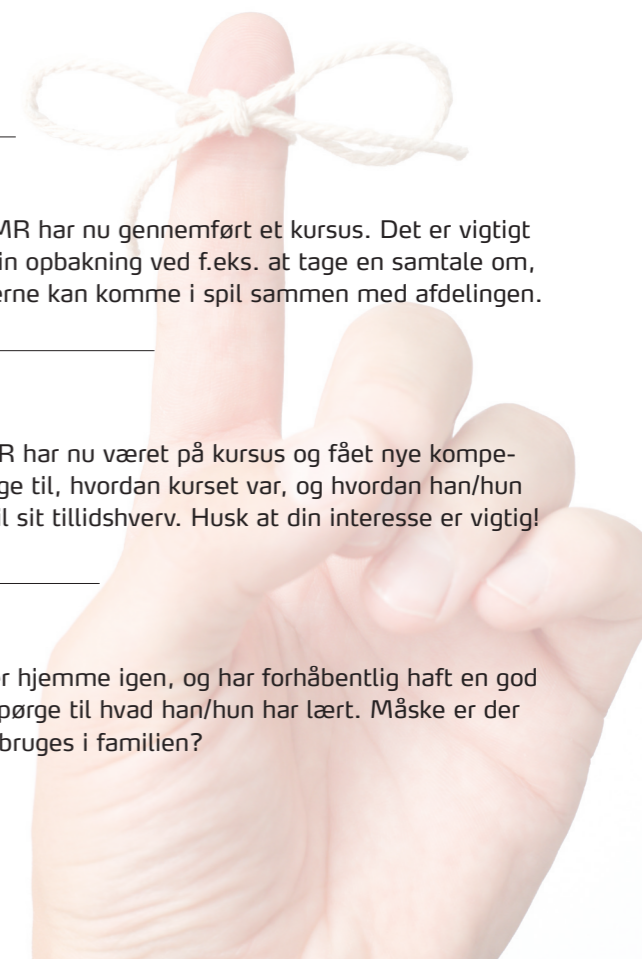 MR har nu gennemført et kursus. Det er vigtigt
in opbakning ved f.eks. at tage en samtale om,
erne kan komme i spil sammen med afdelingen.
R har nu været på kursus og fået nye kompe-
ge til, hvordan kurset var, og hvordan han/hun
il sit tillidshverv. Husk at din interesse er vigtig!
er hjemme igen, og har forhåbentlig haft en god
pørge til hvad han/hun har lært. Måske er der
bruges i familien?